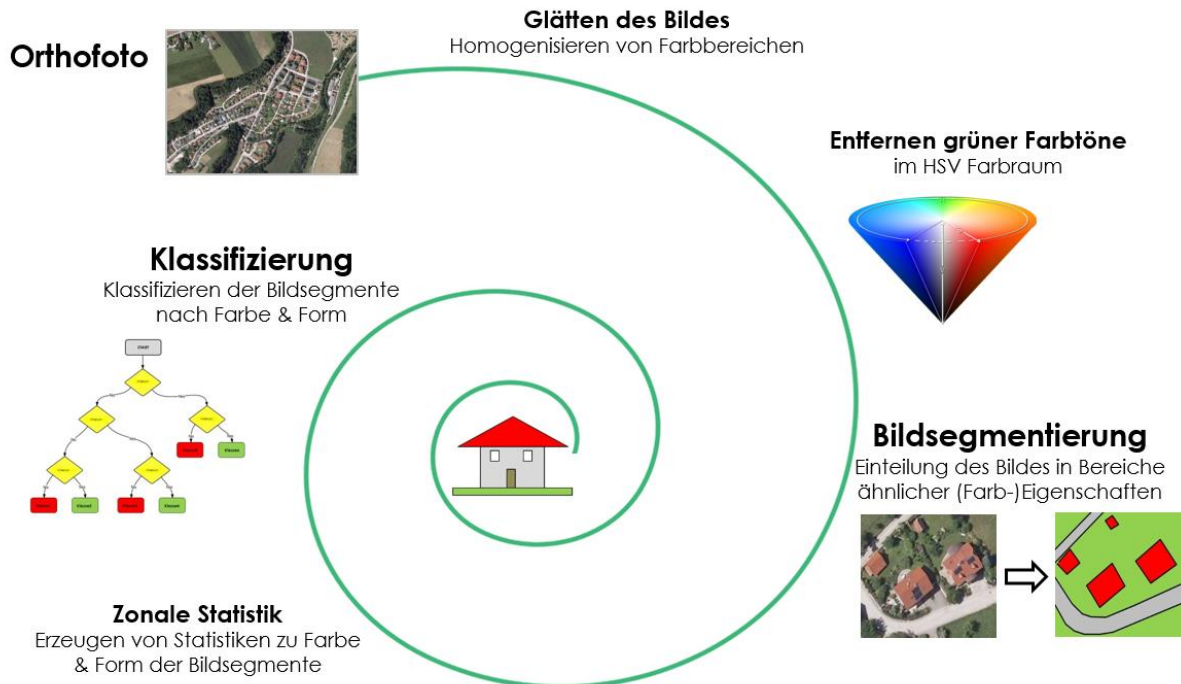 Orthofoto
Glätten des Bildes
Homogenisieren von Farbbereichen
Entfernen grüner Farbtöne
im HSV Farbraum
Bildsegmentierung
Einteilung des Bildes in Bereiche
ähnlicher (Farb-)Eigenschaften
Zonale Statistik
Erzeugen von Statistiken zu Farbe
& Form der Bildsegmente
Klassifizierung
Klassifizieren der Bildsegmente
nach Farbe & Form
START